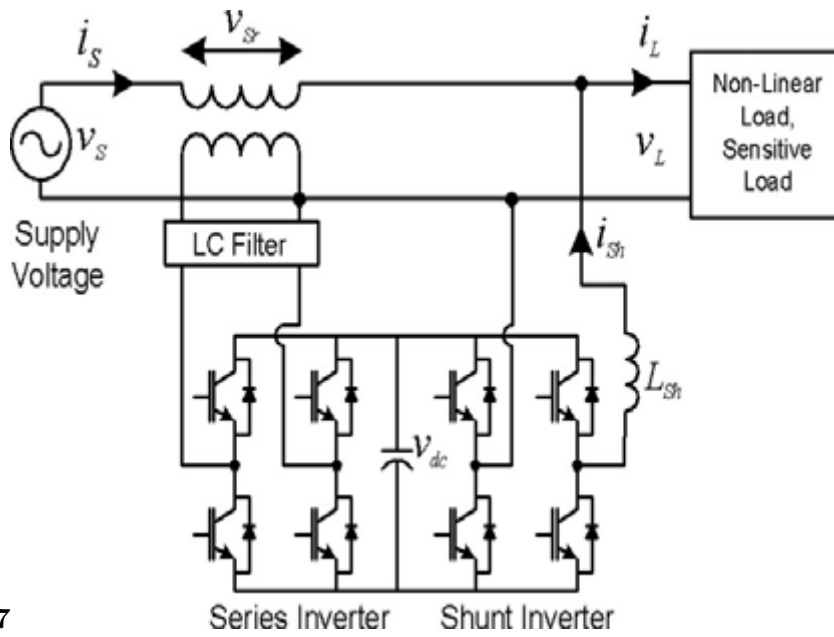 v_Sr
i_S
i_L
Non-Linear
Load,
Sensitive
Load
v_S
v_L
Supply
Voltage
LC Filter
i_Sh
L_Sh
v_dc
7
Series Inverter
Shunt Inverter